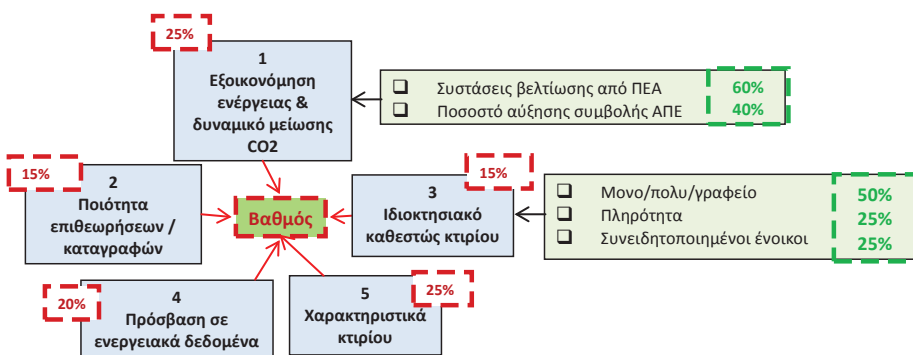 25%
1
Εξοικονόμηση
ενέργειας &
δυναμικό μείωσης
CO2
❑ Συστάσεις βελτίωσης από ΠΕΑ 60%
❑ Ποσοστό αύξησης συμβολής ΑΠΕ 40%
15%
2
Ποιότητα
επιθεωρήσεων /
καταγραφών
Βαθμός
15%
3
Ιδιοκτησιακό
καθεστώς κτιρίου
❑ Μονο/πολυ/γραφείο 50%
❑ Πληρότητα 25%
❑ Συνειδητοποιημένοι ένοικοι 25%
20%
4
Πρόσβαση σε
ενεργειακά δεδομένα
25%
5
Χαρακτηριστικά
κτιρίου